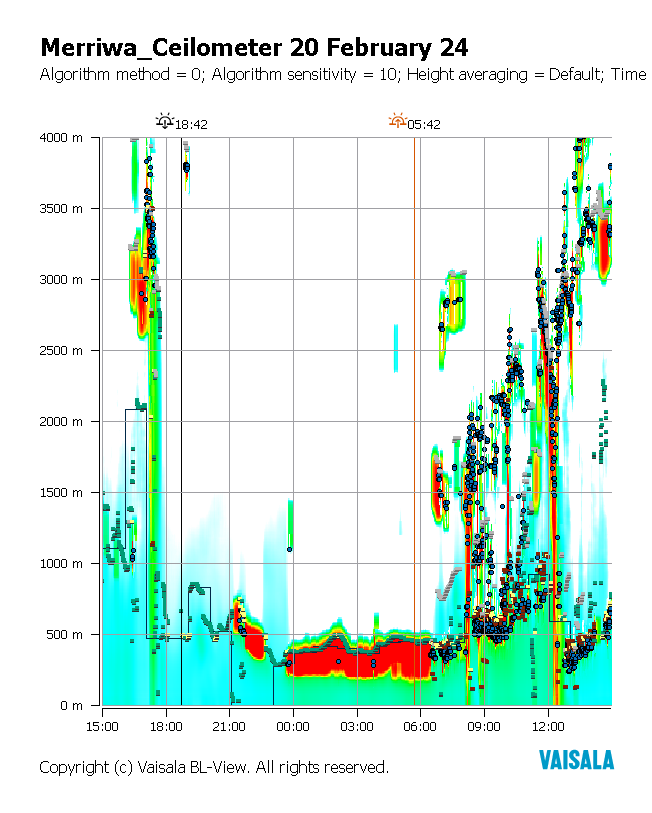 Merriwa_Ceilometer 20 February 24
Algorithm method = 0; Algorithm sensitivity = 10; Height averaging = Default; Time
18:42
05:42
4000 m
3500 m
3000 m
2500 m
2000 m
1500 m
1000 m
500 m
0 m
15:00 18:00 21:00 00:00 03:00 06:00 09:00 12:00
VAISALA
Copyright (c) Vaisala BL-View. All rights reserved.